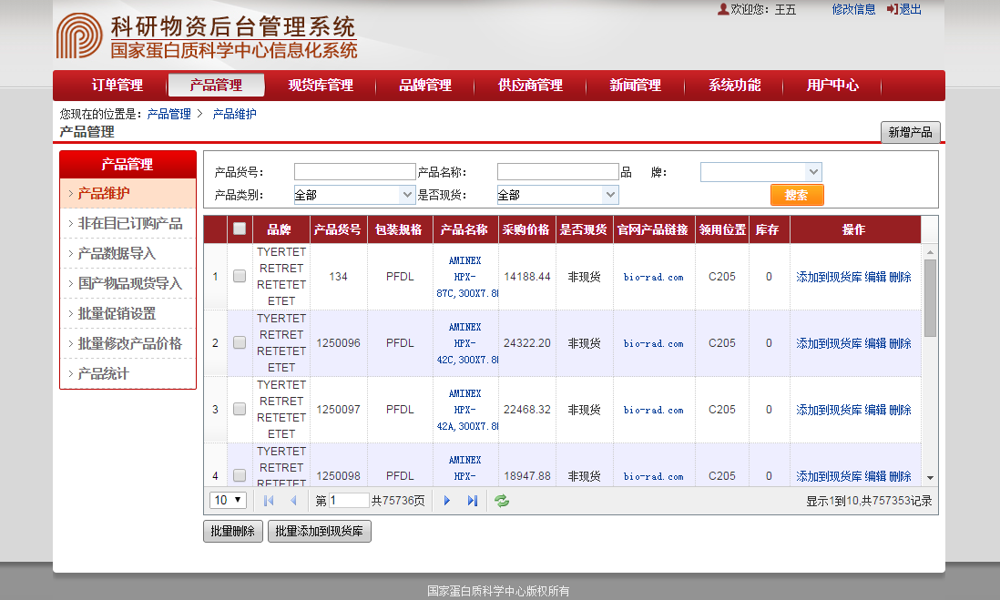 欢迎您：王五 修改信息 退出
科研物资后台管理系统
国家蛋白质科学中心信息化系统
订单管理 产品管理 现货库管理 品牌管理 供应商管理 新闻管理 系统功能 用户中心
您现在的位置是：产品管理 > 产品维护
产品管理
新增产品
产品管理
产品维护
非在目已订购产品
产品数据导入
国产物品现货导入
批量促销设置
批量修改产品价格
产品统计
产品货号： 产品名称： 品 牌：
产品类别： 全部 是否现货： 全部 搜索
品牌 产品货号 包装规格 产品名称 采购价格 是否现货 官网产品链接 领用位置 库存 操作
1 TYERTET RETRET RETETET ETET 134 PFDL AMINEX HPX-87C,300X7.8 14188.44 非现货 bio-rad.com C205 0 添加到现货库 编辑 删除
2 TYERTET RETRET RETETET ETET 1250096 PFDL AMINEX HPX-42C,300X7.8 24322.20 非现货 bio-rad.com C205 0 添加到现货库 编辑 删除
3 TYERTET RETRET RETETET ETET 1250097 PFDL AMINEX HPX-42A,300X7.8 22468.32 非现货 bio-rad.com C205 0 添加到现货库 编辑 删除
4 TYERTET RETRET RETETET 1250098 PFDL AMINEX HPX- 18947.88 非现货 bio-rad.com C205 0 添加到现货库 编辑 删除
10 第 1 共75736页 显示1到10,共757353记录
批量删除 批量添加到现货库
国家蛋白质科学中心版权所有